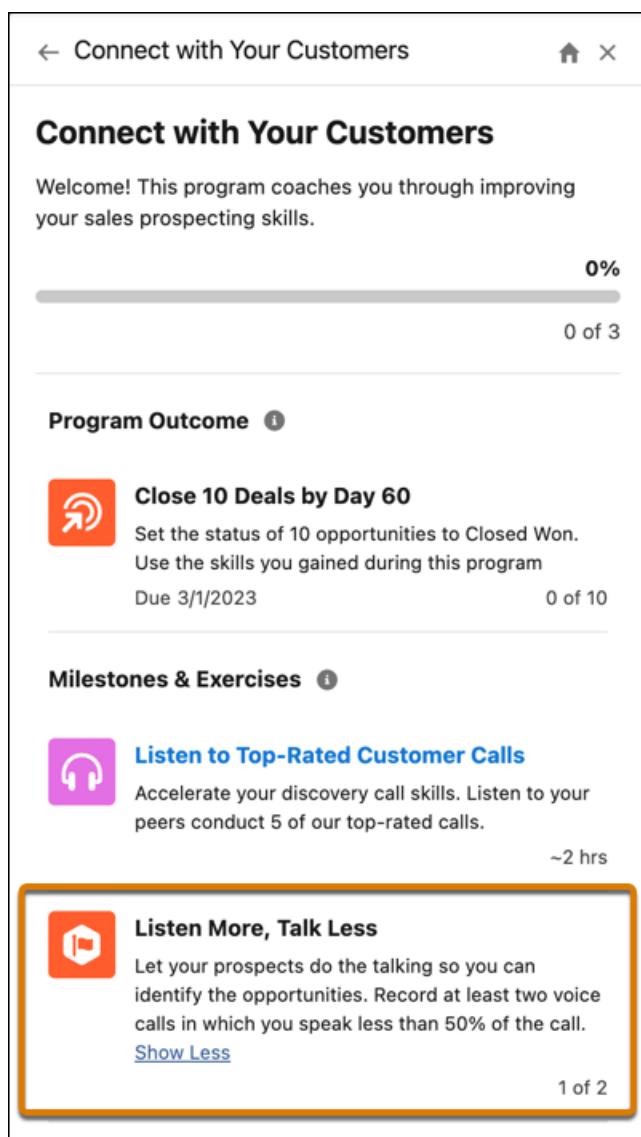 Connect with Your Customers
Connect with Your Customers
Welcome! This program coaches you through improving
your sales prospecting skills.
0%
0 of 3
Program Outcome
Close 10 Deals by Day 60
Set the status of 10 opportunities to Closed Won.
Use the skills you gained during this program
Due 3/1/2023 0 of 10
Milestones & Exercises
Listen to Top-Rated Customer Calls
Accelerate your discovery call skills. Listen to your
peers conduct 5 of our top-rated calls.
~2 hrs
Listen More, Talk Less
Let your prospects do the talking so you can
identify the opportunities. Record at least two voice
calls in which you speak less than 50% of the call.
Show Less
1 of 2